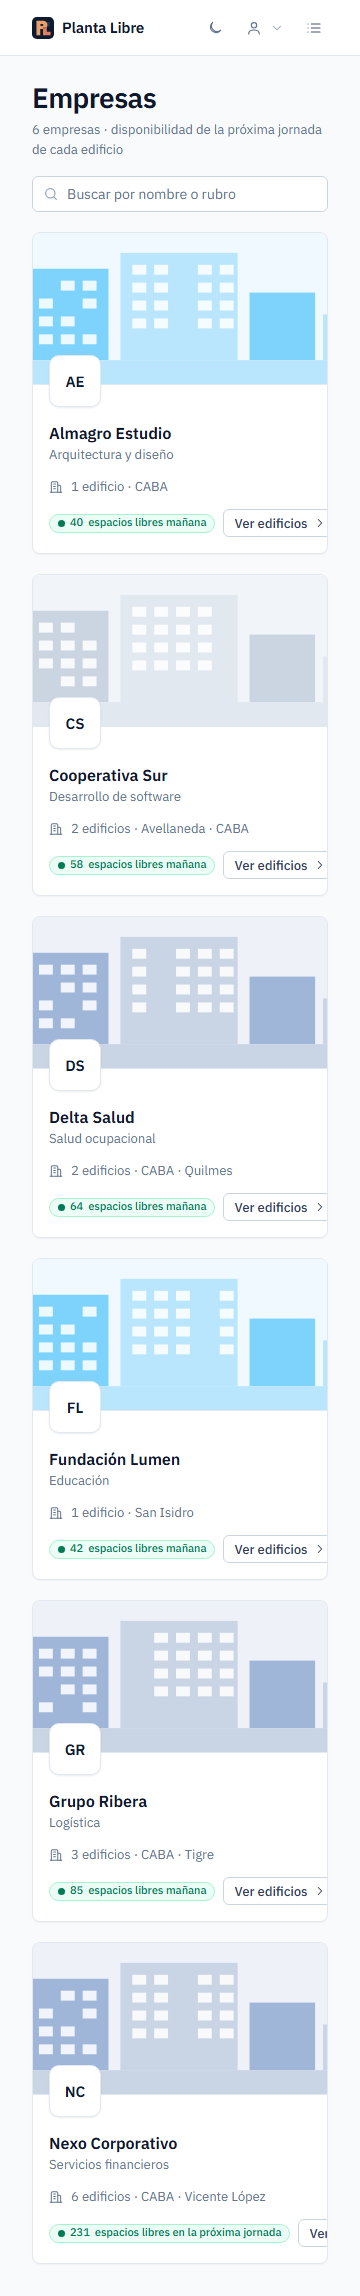 PL Planta Libre
Empresas
6 empresas · disponibilidad de la próxima jornada
de cada edificio
Buscar por nombre o rubro
AE
Almagro Estudio
Arquitectura y diseño
1 edificio · CABA
40 espacios libres mañana Ver edificios
CS
Cooperativa Sur
Desarrollo de software
2 edificios · Avellaneda · CABA
58 espacios libres mañana Ver edificios
DS
Delta Salud
Salud ocupacional
2 edificios · CABA · Quilmes
64 espacios libres mañana Ver edificios
FL
Fundación Lumen
Educación
1 edificio · San Isidro
42 espacios libres mañana Ver edificios
GR
Grupo Ribera
Logística
3 edificios · CABA · Tigre
85 espacios libres mañana Ver edificios
NC
Nexo Corporativo
Servicios financieros
6 edificios · CABA · Vicente López
231 espacios libres en la próxima jornada Ver